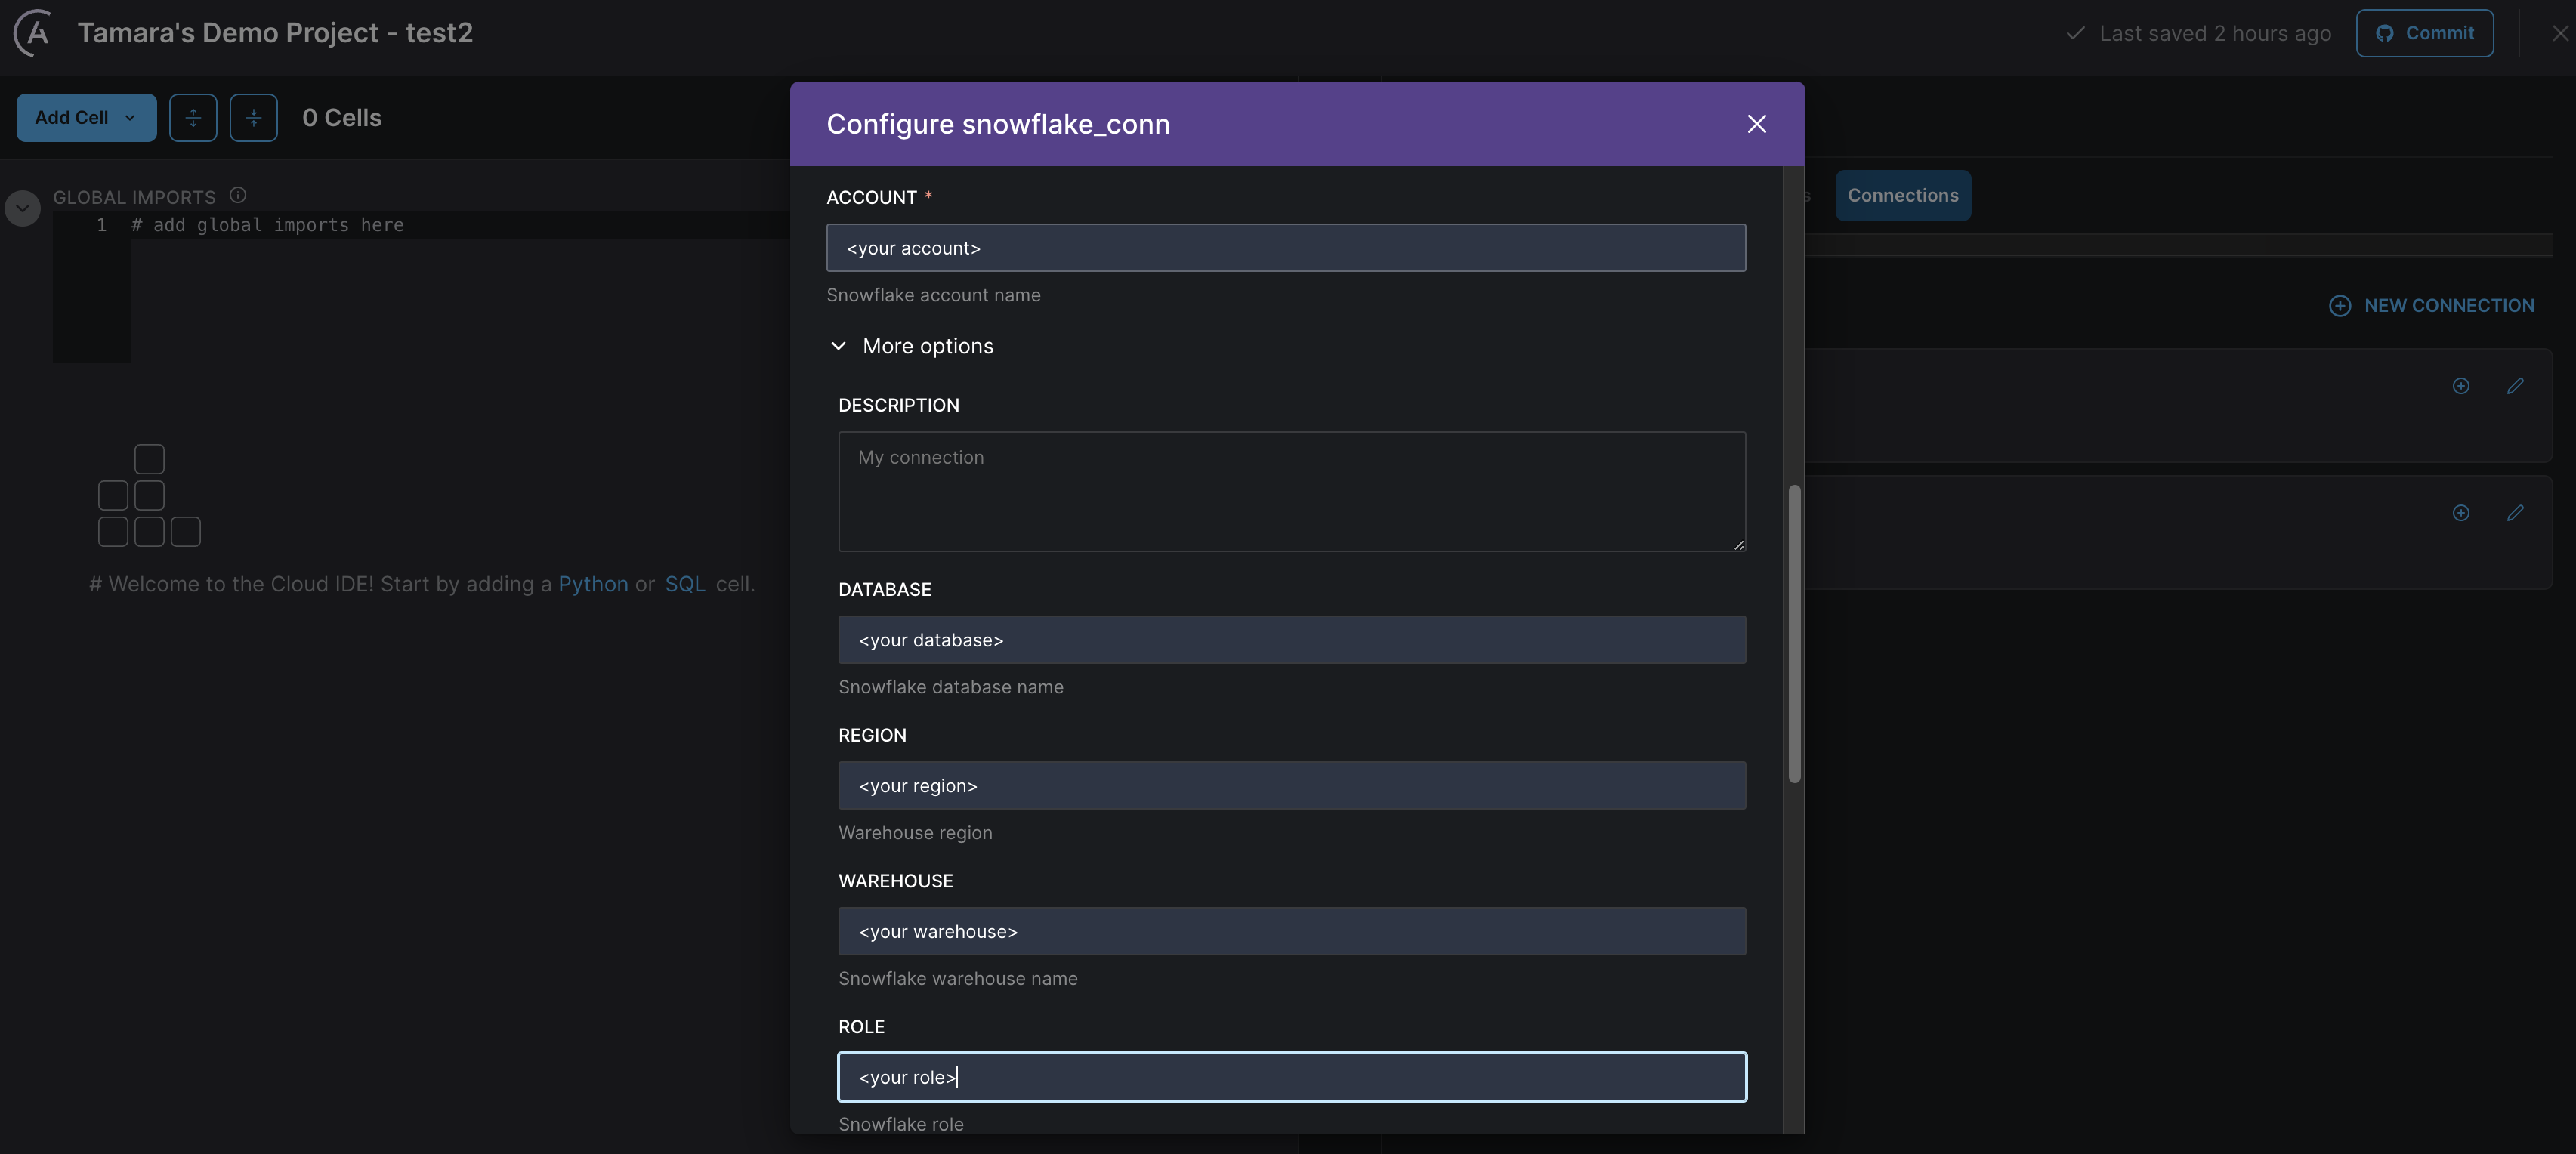 Tamara's Demo Project - test2
Last saved 2 hours ago
Commit
Add Cell
0 Cells
GLOBAL IMPORTS
1 # add global imports here
# Welcome to the Cloud IDE! Start by adding a Python or SQL cell.
Configure snowflake_conn
ACCOUNT *
<your account>
Snowflake account name
More options
DESCRIPTION
My connection
DATABASE
<your database>
Snowflake database name
REGION
<your region>
Warehouse region
WAREHOUSE
<your warehouse>
Snowflake warehouse name
ROLE
<your role>
Snowflake role
Connections
NEW CONNECTION